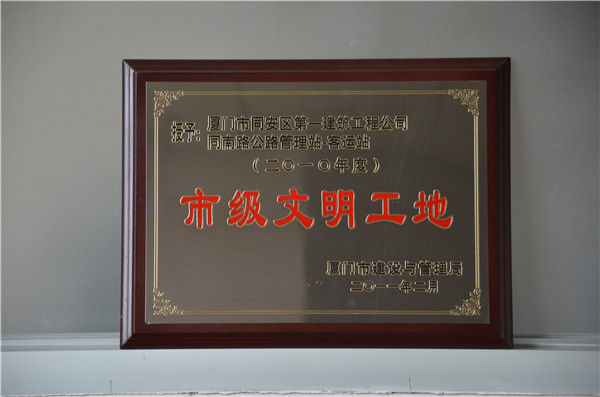 授予：厦门市同安区第一建筑工程公司
同南路公路管理站·客运站
（二〇一〇年度）
市级文明工地
厦门市建设与管理局
二〇一一年二月